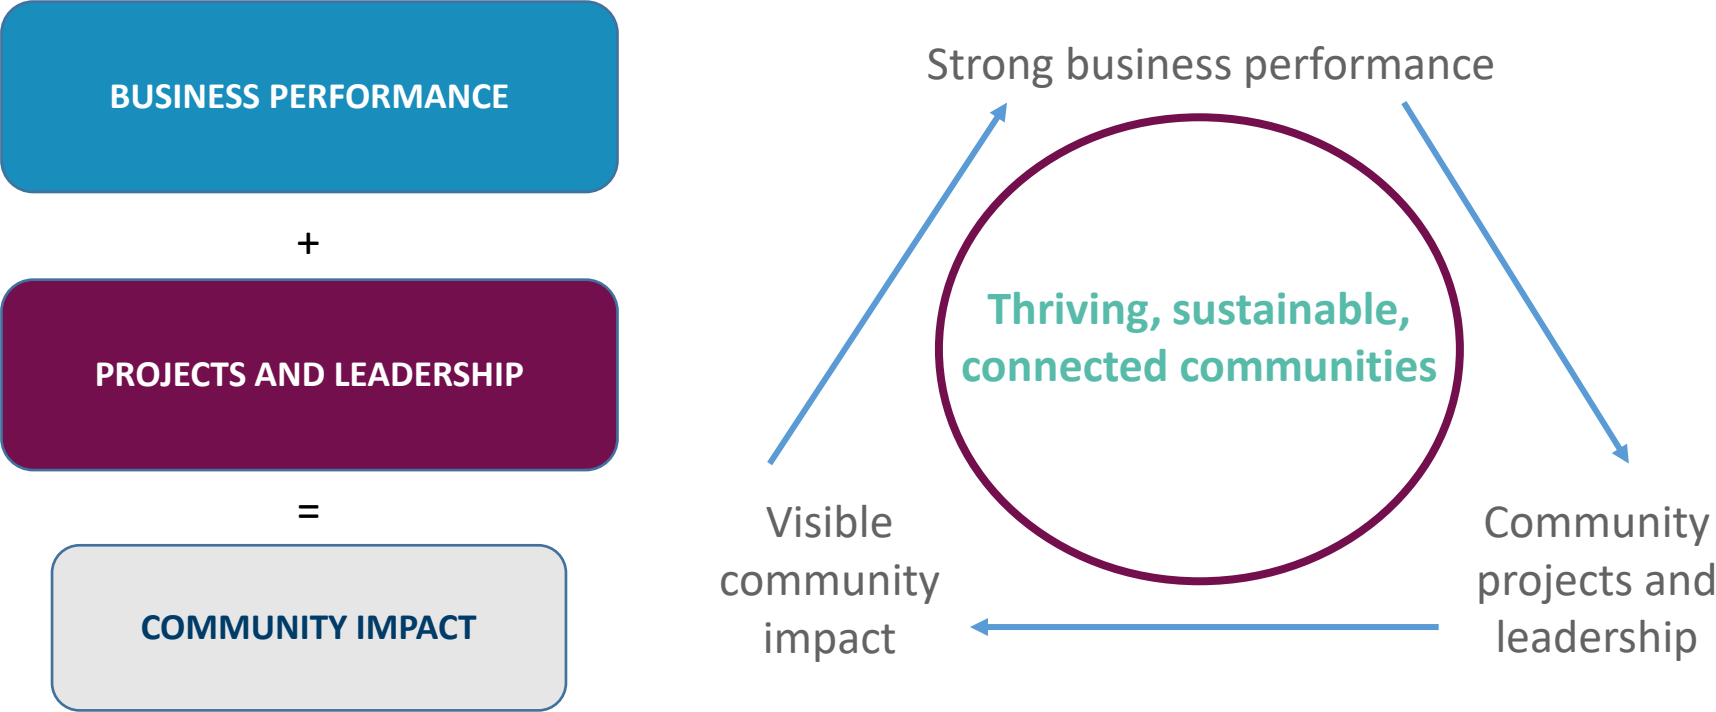 BUSINESS PERFORMANCE
+
PROJECTS AND LEADERSHIP
=
COMMUNITY IMPACT
Strong business performance
Thriving, sustainable,
connected communities
Visible
community
impact
Community
projects and
leadership